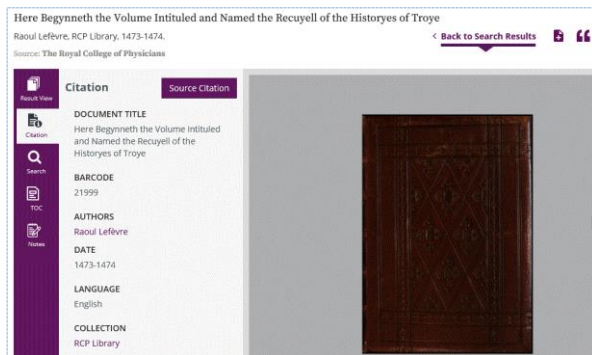 Here Begynneth the Volume Intituled and Named the Recuyell of the Historyes of Troye
Raoul Lefèvre, RCP Library, 1473-1474.
< Back to Search Results
Source: The Royal College of Physicians
Result View
Citation
Search
TOC
Notes
Citation
Source Citation
DOCUMENT TITLE
Here Begynneth the Volume Intituled
and Named the Recuyell of the
Historyes of Troye
BARCODE
21999
AUTHORS
Raoul Lefèvre
DATE
1473-1474
LANGUAGE
English
COLLECTION
RCP Library